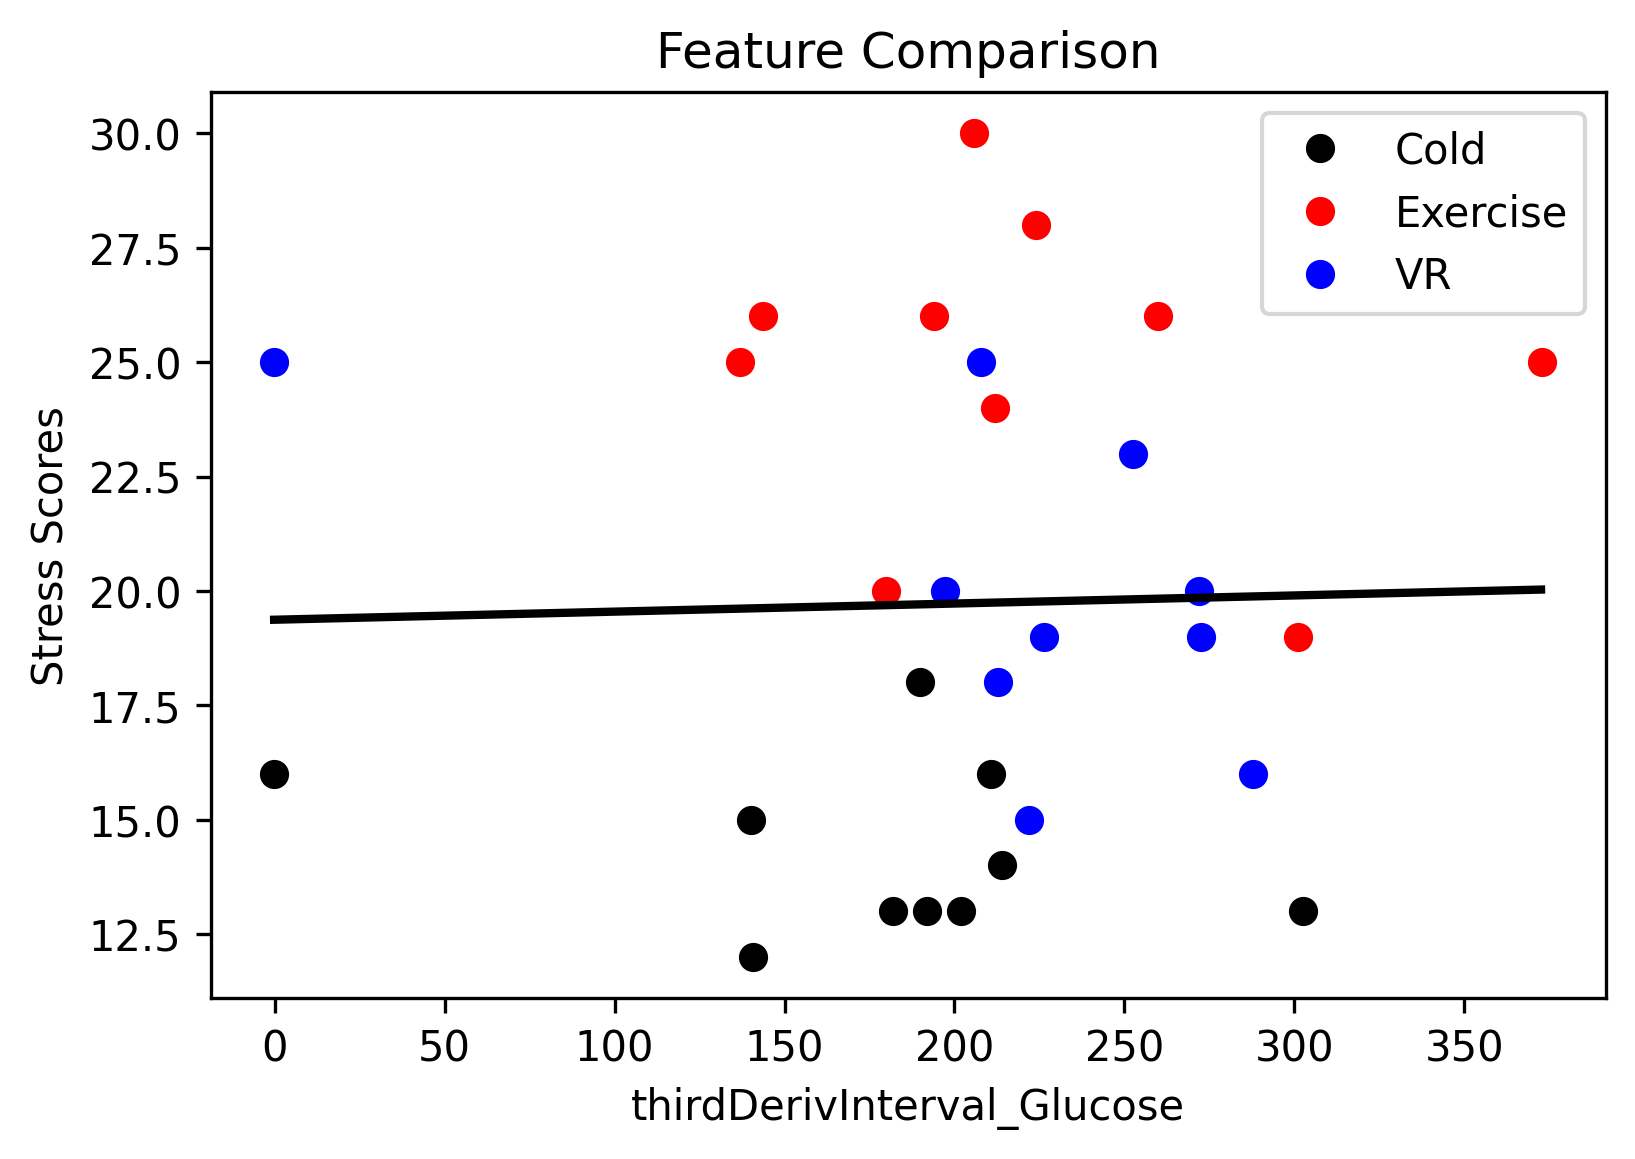 Feature Comparison
30.0
27.5
25.0
22.5
20.0
17.5
15.0
12.5
Stress Scores
Cold
Exercise
VR
0 50 100 150 200 250 300 350
thirdDerivInterval_Glucose